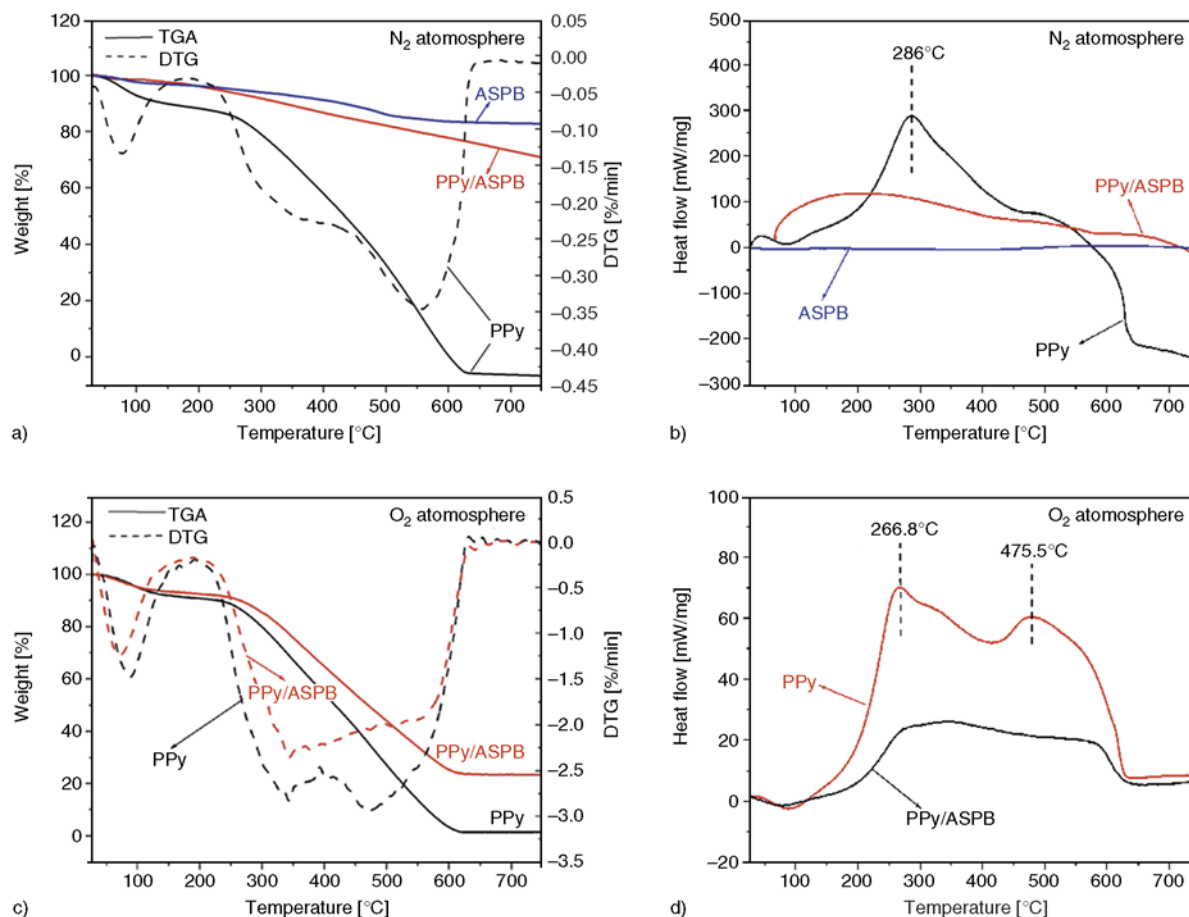 TGA
DTG
N2 atomosphere
ASPB
PPy/ASPB
PPy
120
100
80
60
40
20
0
Weight [%]
0.05
0.00
−0.05
−0.10
−0.15
−0.20
−0.25
−0.30
−0.35
−0.40
−0.45
DTG [%/min]
100 200 300 400 500 600 700
Temperature [°C]
a)
N2 atomosphere
286°C
PPy/ASPB
ASPB
PPy
500
400
300
200
100
0
−100
−200
−300
Heat flow [mW/mg]
100 200 300 400 500 600 700
Temperature [°C]
b)
TGA
DTG
O2 atomosphere
PPy/ASPB
PPy
PPy/ASPB
PPy
120
100
80
60
40
20
0
Weight [%]
0.5
0.0
−0.5
−1.0
−1.5
−2.0
−2.5
−3.0
−3.5
DTG [%/min]
100 200 300 400 500 600 700
Temperature [°C]
c)
O2 atomosphere
266.8°C
475.5°C
PPy
PPy/ASPB
100
80
60
40
20
0
−20
Heat flow [mW/mg]
100 200 300 400 500 600 700
Temperature [°C]
d)